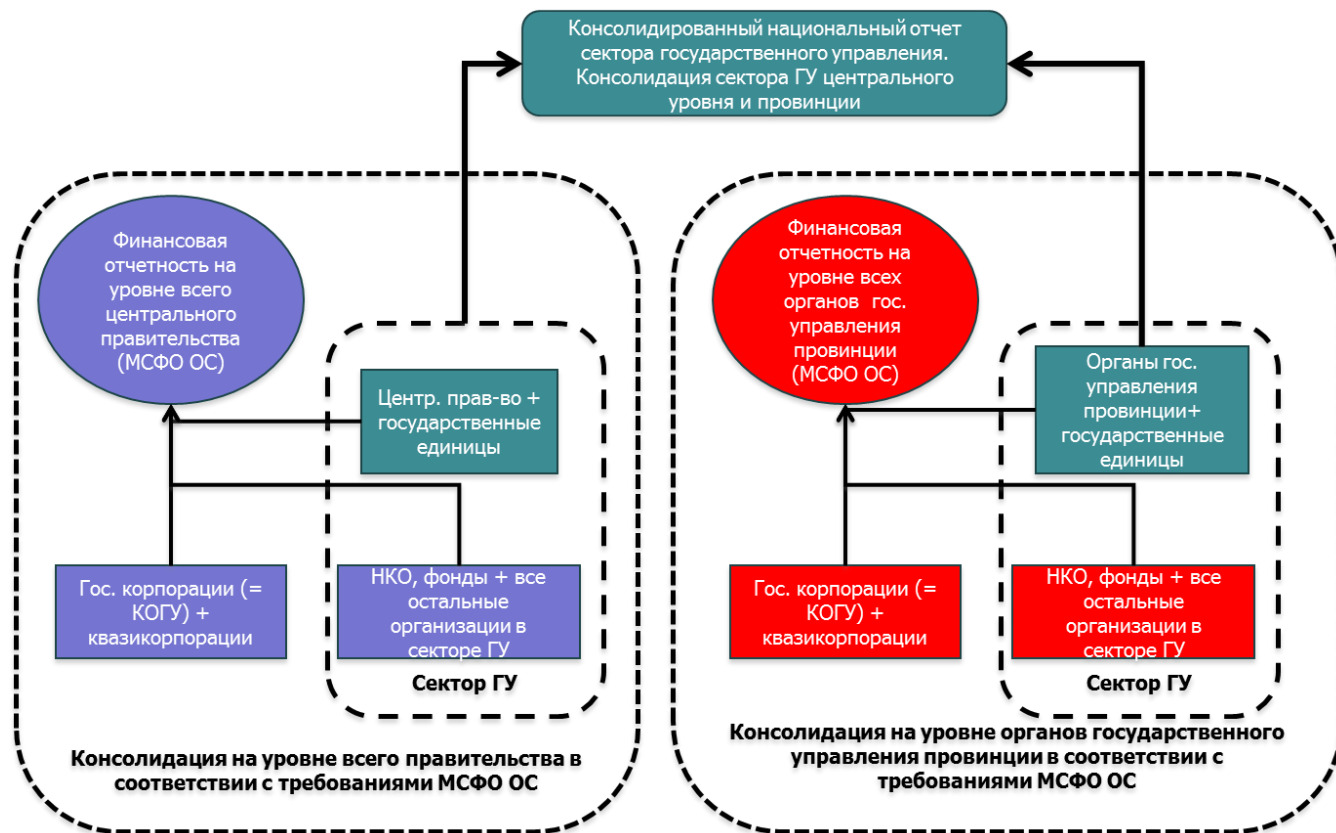 Консолидированный национальный отчет
сектора государственного управления.
Консолидация сектора ГУ центрального
уровня и провинции
Финансовая
отчетность на
уровне всего
центрального
правительства
(МСФО ОС)
Центр. прав-во +
государственные
единицы
Гос. корпорации (=
КОГУ) +
квазикорпорации
НКО, фонды + все
остальные
организации в
секторе ГУ
Сектор ГУ
Консолидация на уровне всего правительства в
соответствии с требованиями МСФО ОС
Финансовая
отчетность на
уровне всех
органов гос.
управления
провинции
(МСФО ОС)
Органы гос.
управления
провинции+
государственные
единицы
Гос. корпорации (=
КОГУ) +
квазикорпорации
НКО, фонды + все
остальные
организации в
секторе ГУ
Сектор ГУ
Консолидация на уровне органов государственного
управления провинции в соответствии с
требованиями МСФО ОС